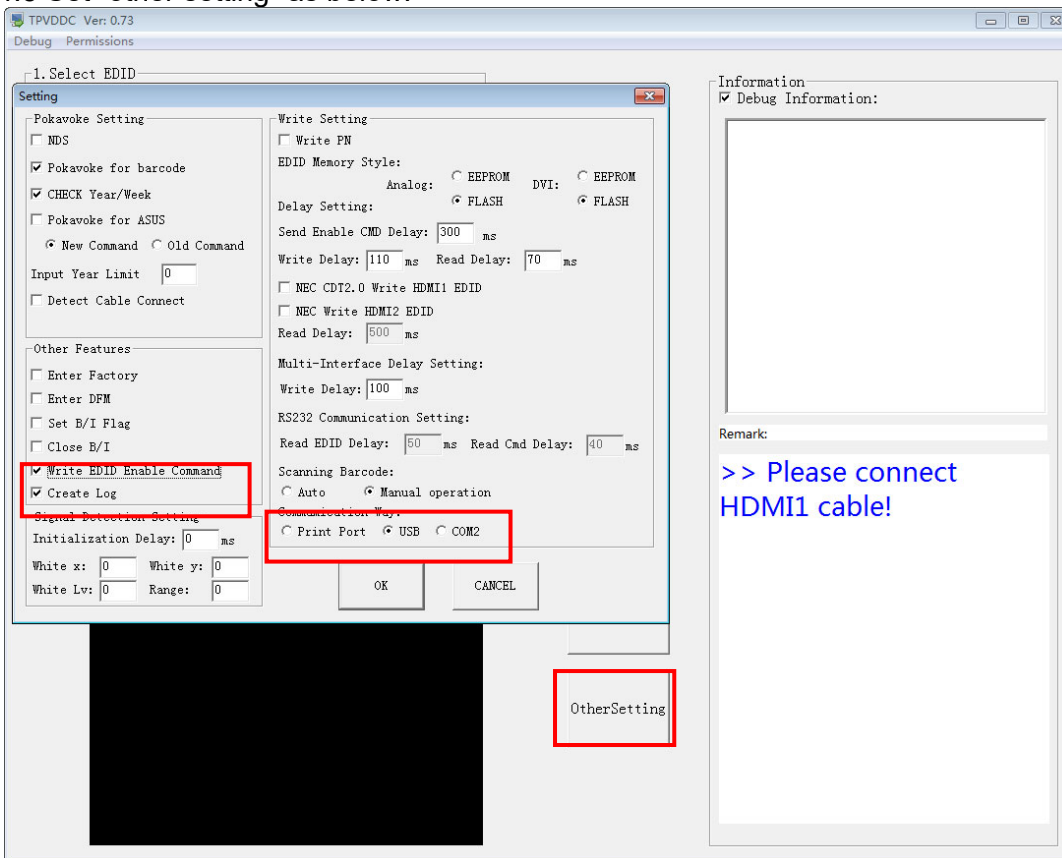 TPVDDC Ver: 0.73
Debug Permissions
1. Select EDID
Setting
Pokavoke Setting
NDS
Pokavoke for barcode
CHECK Year/Week
Pokavoke for ASUS
New Command Old Command
Input Year Limit 0
Detect Cable Connect
Other Features
Enter Factory
Enter DFM
Set B/I Flag
Close B/I
Write EDID Enable Command
Create Log
Signal Detection Setting
Initialization Delay: 0 ms
White x: 0 White y: 0
White Lv: 0 Range: 0
Write Setting
Write PN
EDID Memory Style:
Analog: EEPROM DVI: EEPROM
FLASH FLASH
Delay Setting:
Send Enable CMD Delay: 300 ms
Write Delay: 110 ms Read Delay: 70 ms
NEC CDT2.0 Write HDMI1 EDID
NEC Write HDMI2 EDID
Read Delay: 500 ms
Multi-Interface Delay Setting:
Write Delay: 100 ms
RS232 Communication Setting:
Read EDID Delay: 50 ms Read Cmd Delay: 40 ms
Scanning Barcode:
Auto Manual operation
Communication Way:
Print Port USB COM2
OK CANCEL
OtherSetting
Information
Debug Information:
Remark:
>> Please connect
HDMI1 cable!